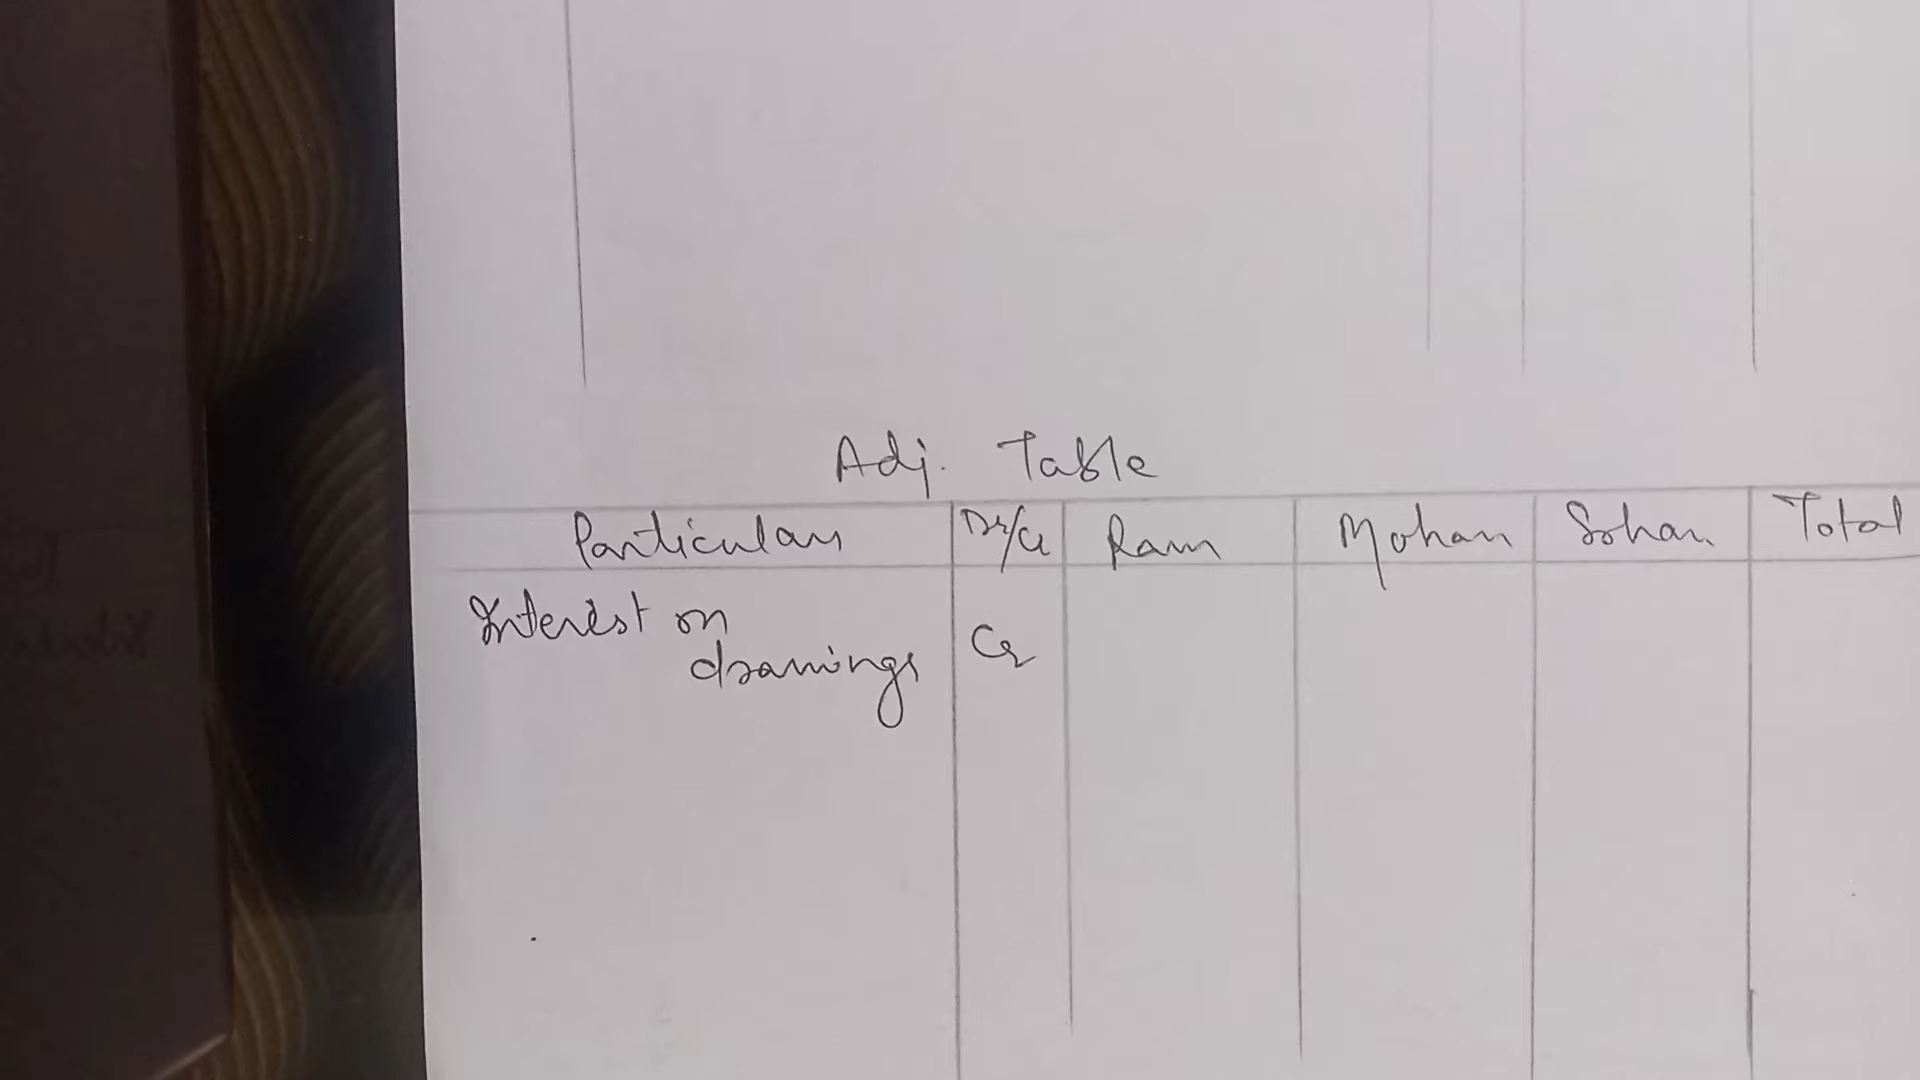 Adj. Table
Particulars Dr/Cr Ram Mohan Sohan Total
Interest on
drawings Cr